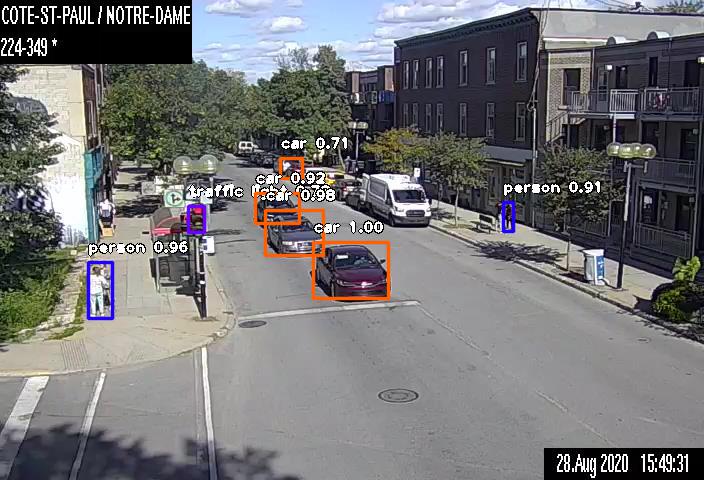 COTE-ST-PAUL / NOTRE-DAME
224-349 *
car 0.71
car 0.92
car 0.98
person 0.91
car 1.00
person 0.96
28.Aug 2020 15:49:31